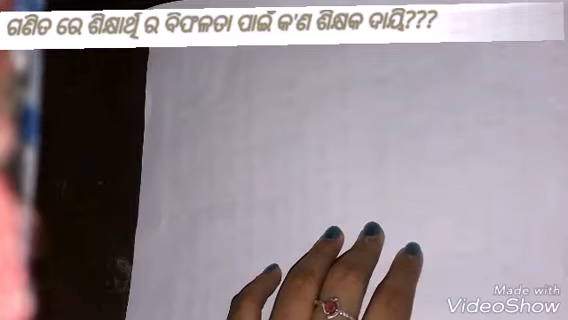 ଗଣିତ ରେ ଶିକ୍ଷାର୍ଥି ର ବିଫଳତା ପାଇଁ କ'ଣ ଶିକ୍ଷକ ଦାୟି???
Made with
VideoShow